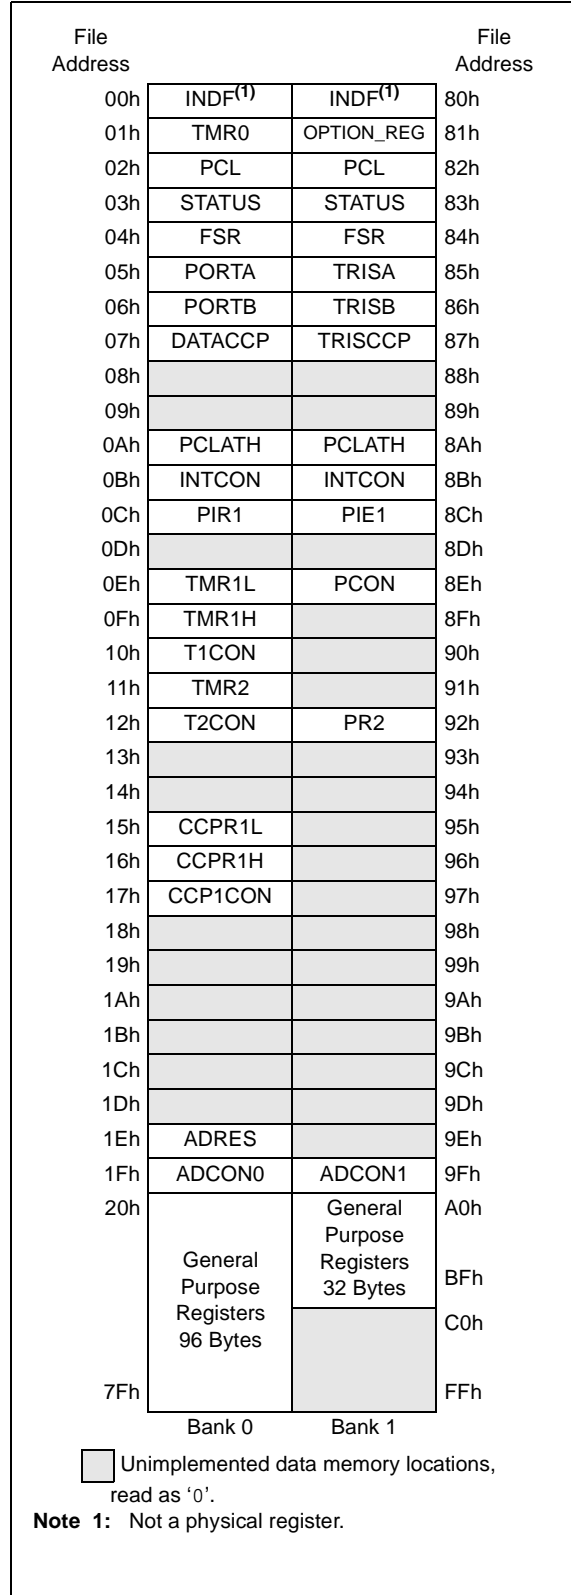 File Address File Address
00h INDF(1) INDF(1) 80h
01h TMR0 OPTION_REG 81h
02h PCL PCL 82h
03h STATUS STATUS 83h
04h FSR FSR 84h
05h PORTA TRISA 85h
06h PORTB TRISB 86h
07h DATACCP TRISCCP 87h
08h 88h
09h 89h
0Ah PCLATH PCLATH 8Ah
0Bh INTCON INTCON 8Bh
0Ch PIR1 PIE1 8Ch
0Dh 8Dh
0Eh TMR1L PCON 8Eh
0Fh TMR1H 8Fh
10h T1CON 90h
11h TMR2 91h
12h T2CON PR2 92h
13h 93h
14h 94h
15h CCPR1L 95h
16h CCPR1H 96h
17h CCP1CON 97h
18h 98h
19h 99h
1Ah 9Ah
1Bh 9Bh
1Ch 9Ch
1Dh 9Dh
1Eh ADRES 9Eh
1Fh ADCON0 ADCON1 9Fh
20h General A0h
Purpose
General Registers
Purpose 32 Bytes BFh
Registers C0h
96 Bytes
7Fh FFh
Bank 0 Bank 1
Unimplemented data memory locations,
read as ‘0’.
Note 1: Not a physical register.